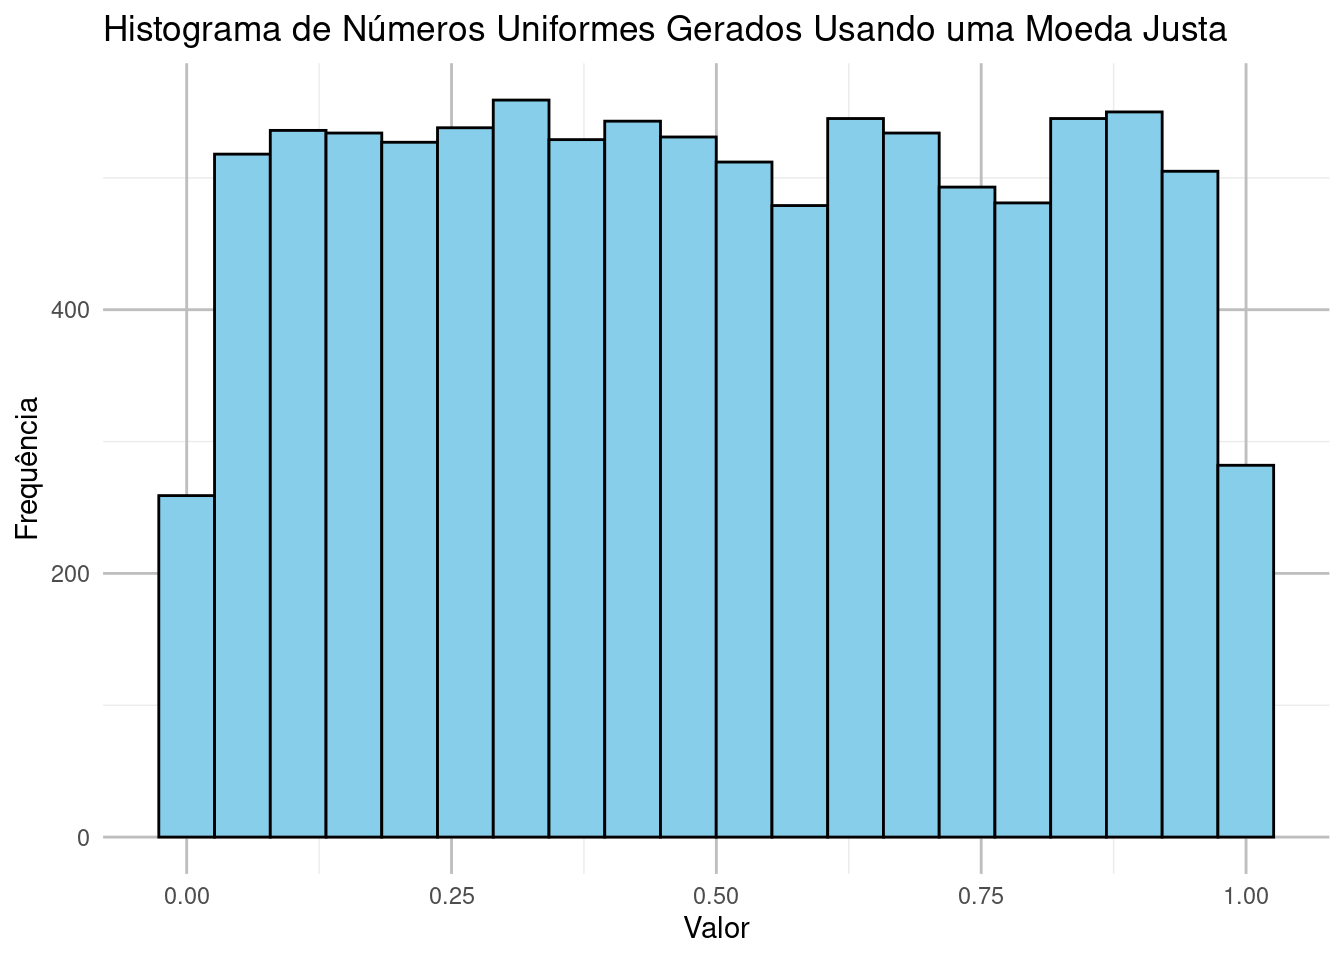 Histograma de Números Uniformes Gerados Usando uma Moeda Justa
Frequência
400
200
0
0.00 0.25 0.50 0.75 1.00
Valor